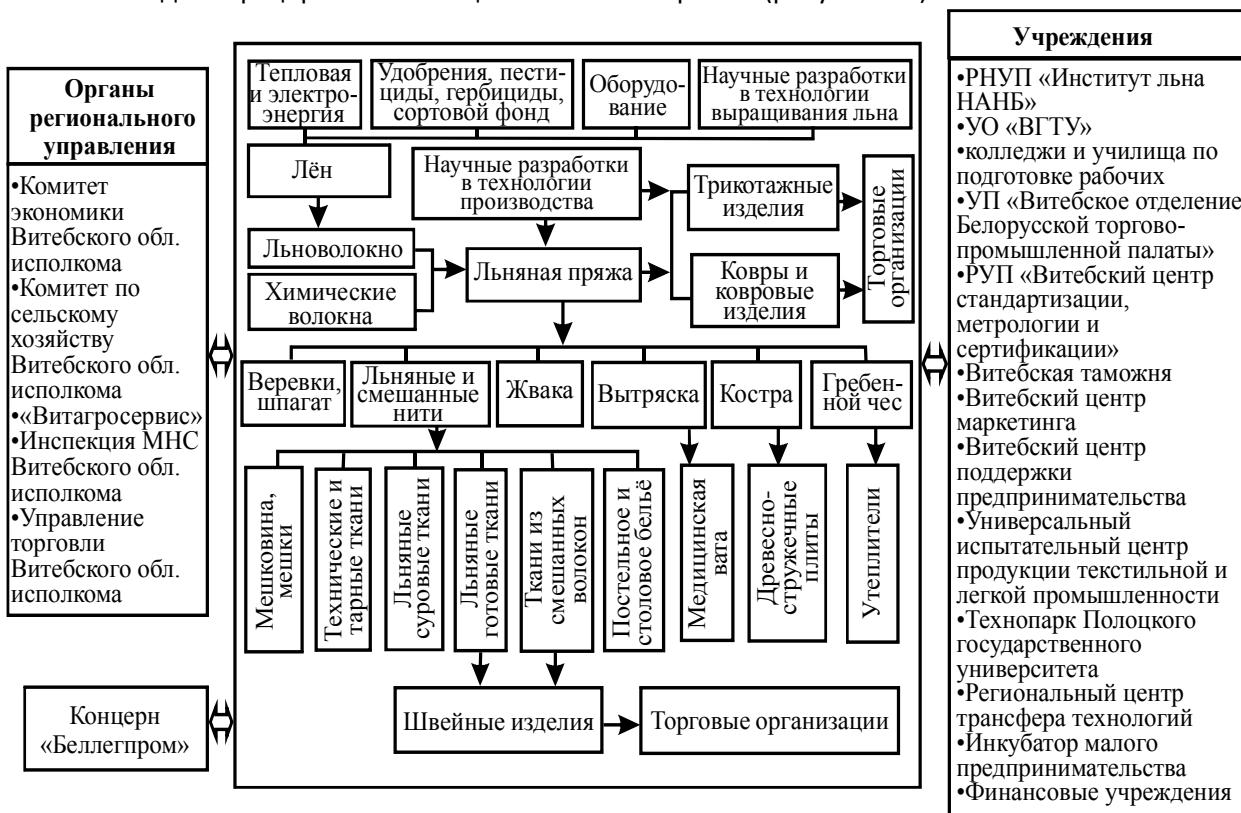 Органы
регионального
управления
•Комитет
экономики
Витебского обл.
исполкома
•Комитет по
сельскому
хозяйству
Витебского обл.
исполкома
•«Витагросервис»
•Инспекция МНС
Витебского обл.
исполкома
•Управление
торговли
Витебского обл.
исполкома
Концерн
«Беллегпром»
Тепловая
и электро-
энергия
Удобрения, пести-
циды, гербициды,
сортовой фонд
Оборудо-
вание
Научные разработки
в технологии
выращивания льна
Лён
Научные разработки
в технологии
производства
Трикотажные
изделия
Торговые
организации
Льноволокно
Химические
волокна
Льняная пряжа
Ковры и
ковровые
изделия
Веревки,
шпагат
Льняные и
смешанные
нити
Жвака
Вытряска
Костра
Гребен-
ной чес
Мешковина,
мешки
Технические и
тарные ткани
Льняные
суровые ткани
Льняные
готовые ткани
Ткани из
смешанных
волокон
Постельное и
столовое бельё
Медицинская
вата
Древесно-
стружечные
плиты
Утеплители
Швейные изделия
Торговые организации
Учреждения
•РНУП «Институт льна
НАНБ»
•УО «ВГТУ»
•колледжи и училища по
подготовке рабочих
•УП «Витебское отделение
Белорусской торгово-
промышленной палаты»
•РУП «Витебский центр
стандартизации,
метрологии и
сертификации»
•Витебская таможня
•Витебский центр
маркетинга
•Витебский центр
поддержки
предпринимательства
•Универсальный
испытательный центр
продукции текстильной и
легкой промышленности
•Технопарк Полоцкого
государственного
университета
•Региональный центр
трансфера технологий
•Инкубатор малого
предпринимательства
•Финансовые учреждения